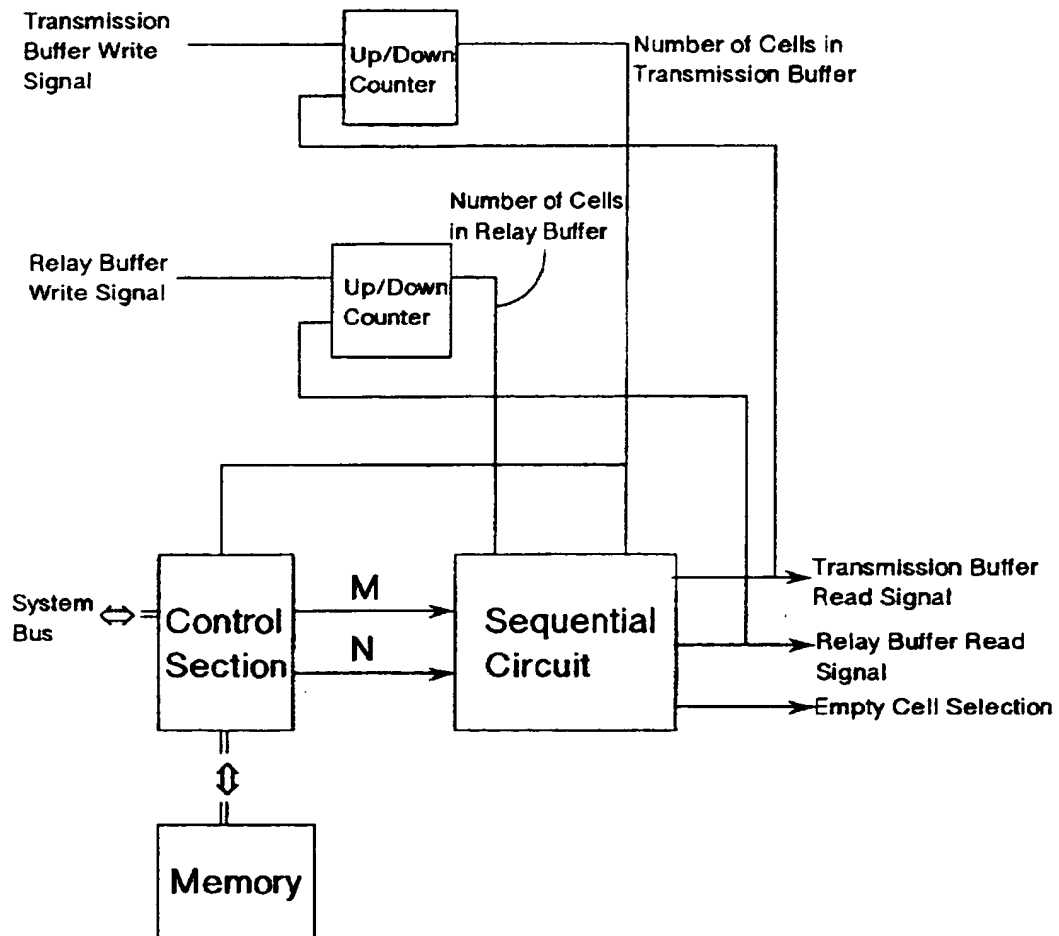 Transmission
Buffer Write
Signal
Up/Down
Counter
Number of Cells in
Transmission Buffer
Number of Cells
in Relay Buffer
Relay Buffer
Write Signal
Up/Down
Counter
System
Bus
Control
Section
M
N
Sequential
Circuit
Transmission Buffer
Read Signal
Relay Buffer Read
Signal
Empty Cell Selection
Memory